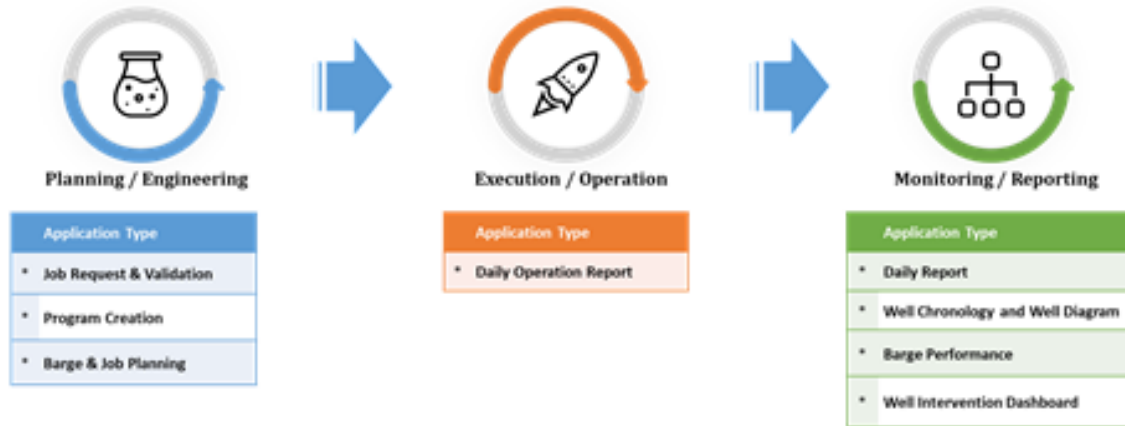 Planning / Engineering
Execution / Operation
Monitoring / Reporting
Application Type
* Job Request & Validation
* Program Creation
* Barge & Job Planning
Application Type
* Daily Operation Report
Application Type
* Daily Report
* Well Chronology and Well Diagram
* Barge Performance
* Well Intervention Dashboard